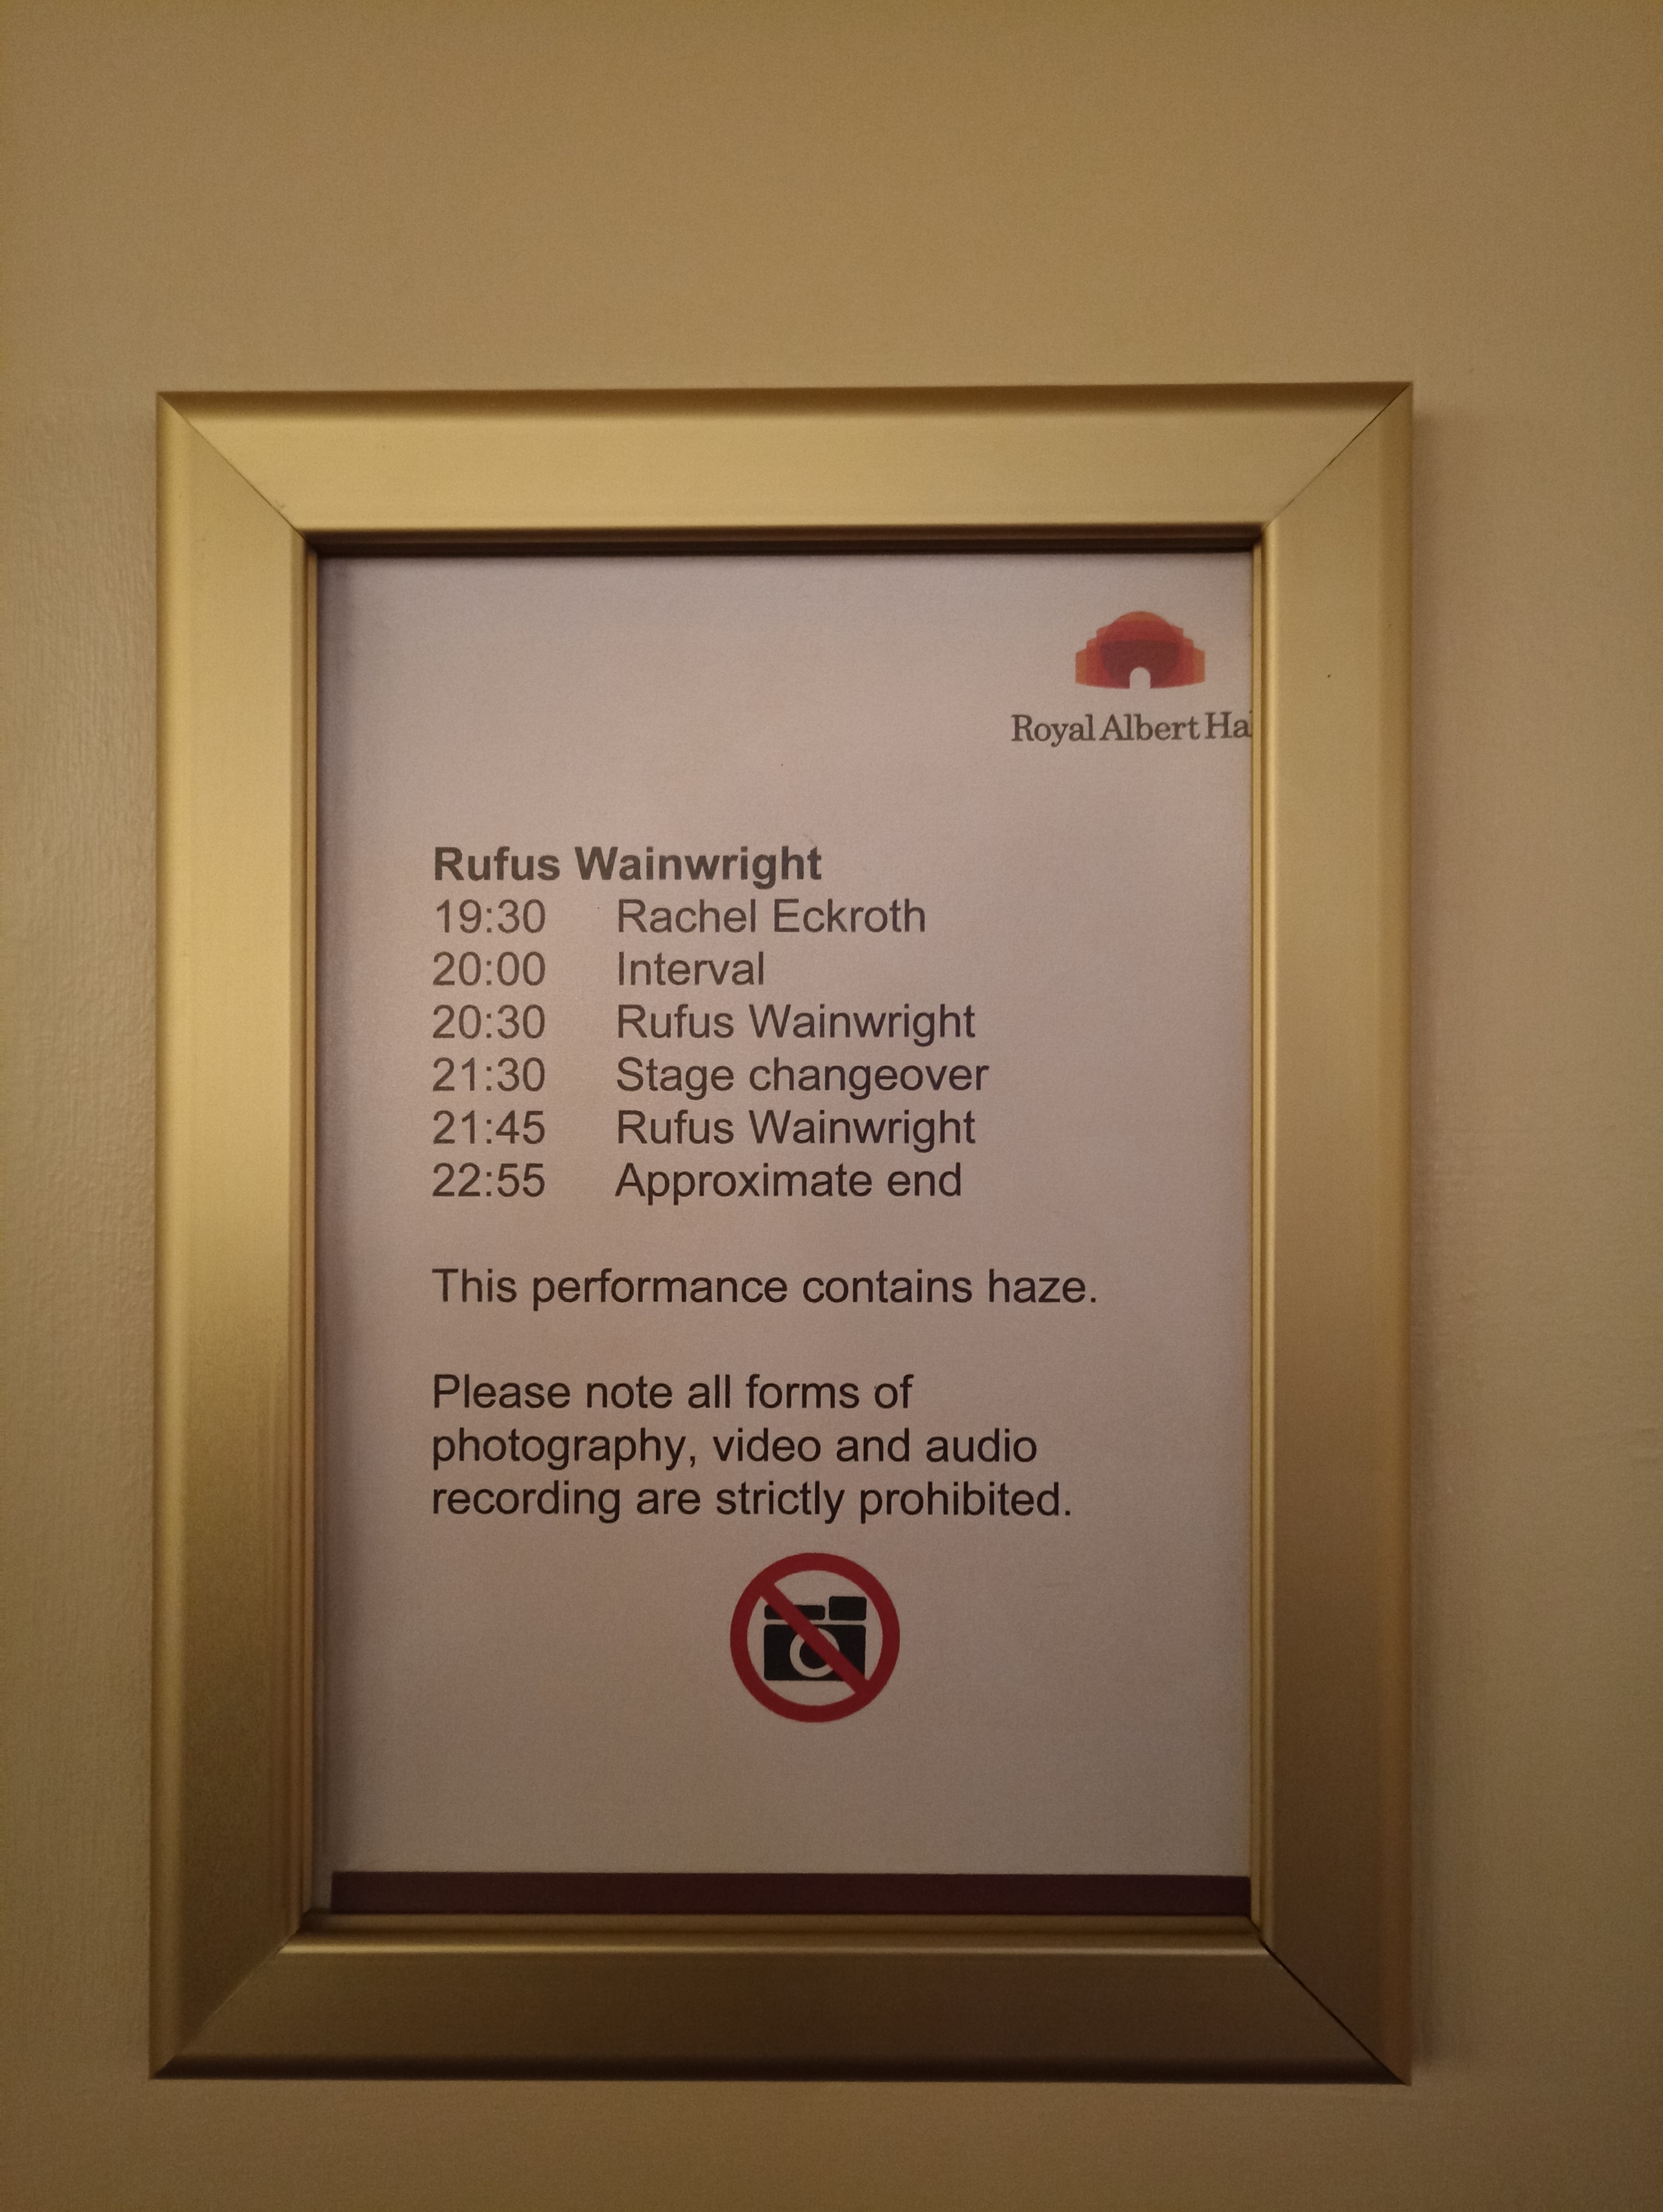 Royal Albert Ha
Rufus Wainwright
19:30 Rachel Eckroth
20:00 Interval
20:30 Rufus Wainwright
21:30 Stage changeover
21:45 Rufus Wainwright
22:55 Approximate end
This performance contains haze.
Please note all forms of
photography, video and audio
recording are strictly prohibited.